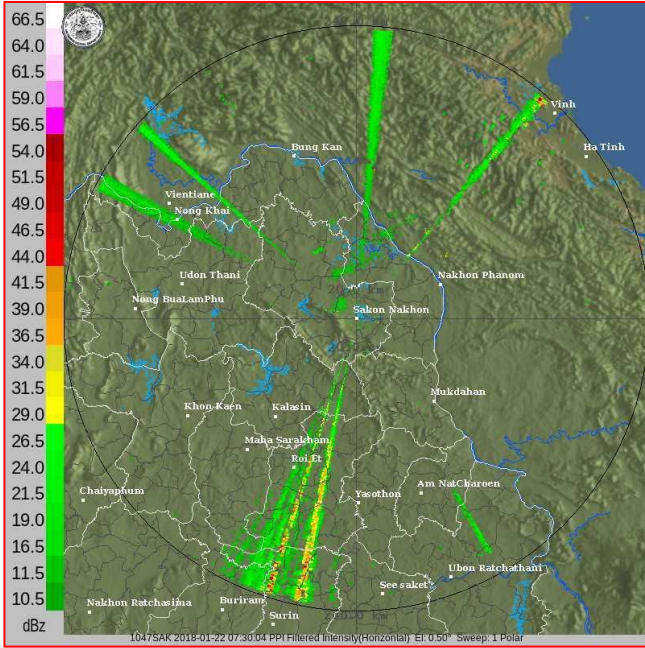 66.5
64.0
61.5
59.0
56.5
54.0
51.5
49.0
46.5
44.0
41.5
39.0
36.5
34.0
31.5
29.0
26.5
24.0
21.5
19.0
16.5
11.5
10.5
dBz
Vinh
Ha Tinh
Bung Kan
Vientiane
Nong Khai
Udon Thani
Nakhon Phanom
Nong BuaLamPhu
Sakon Nakhon
Mukdahan
Khon Kaen
Kalasin
Maha Sarakham
Roi Et
Am NatCharoen
Chaiyaphum
Yasothon
Ubon Ratchathani
See saket
Buriram
Nakhon Ratchasima
Surin
1047SAK 2018-01-22 07:30:04 PPI Filtered Intensity(Horizontal) El: 0.50° Sweep: 1 Polar